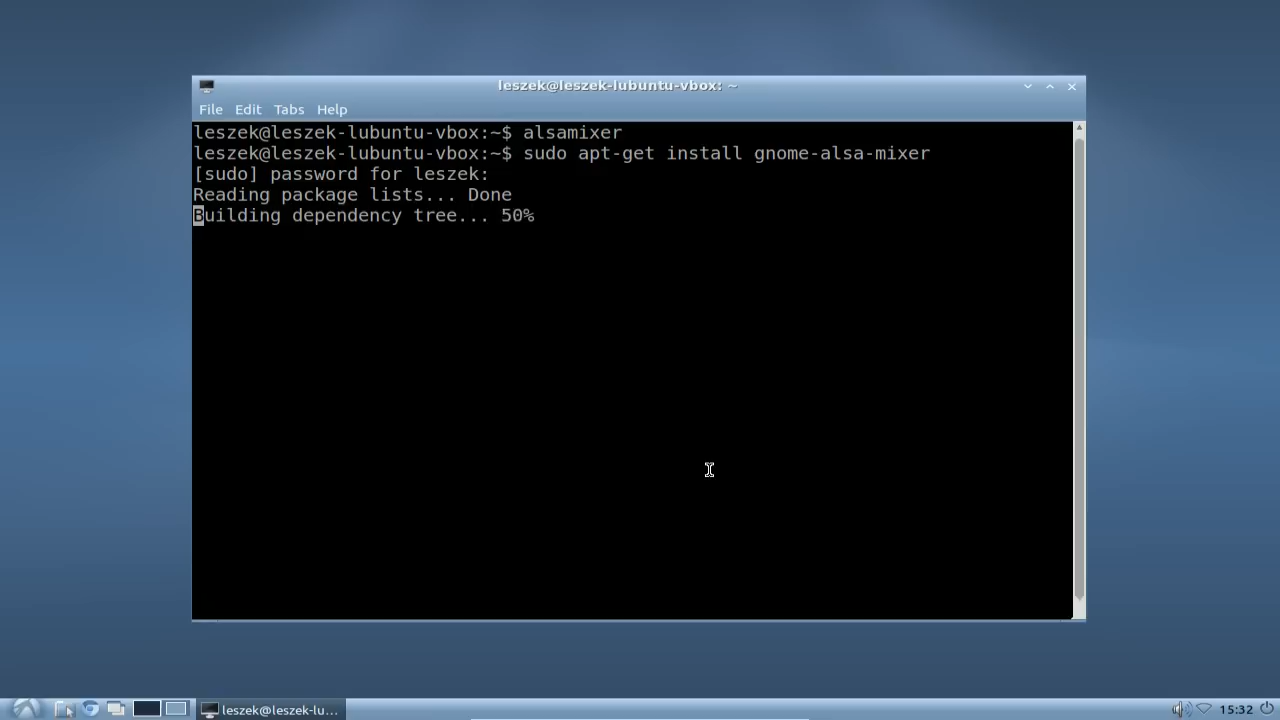 leszek@leszek-lubuntu-vbox: ~
File Edit Tabs Help
leszek@leszek-lubuntu-vbox:~$ alsamixer
leszek@leszek-lubuntu-vbox:~$ sudo apt-get install gnome-alsa-mixer
[sudo] password for leszek:
Reading package lists... Done
Building dependency tree... 50%
leszek@leszek-lu... 15:32